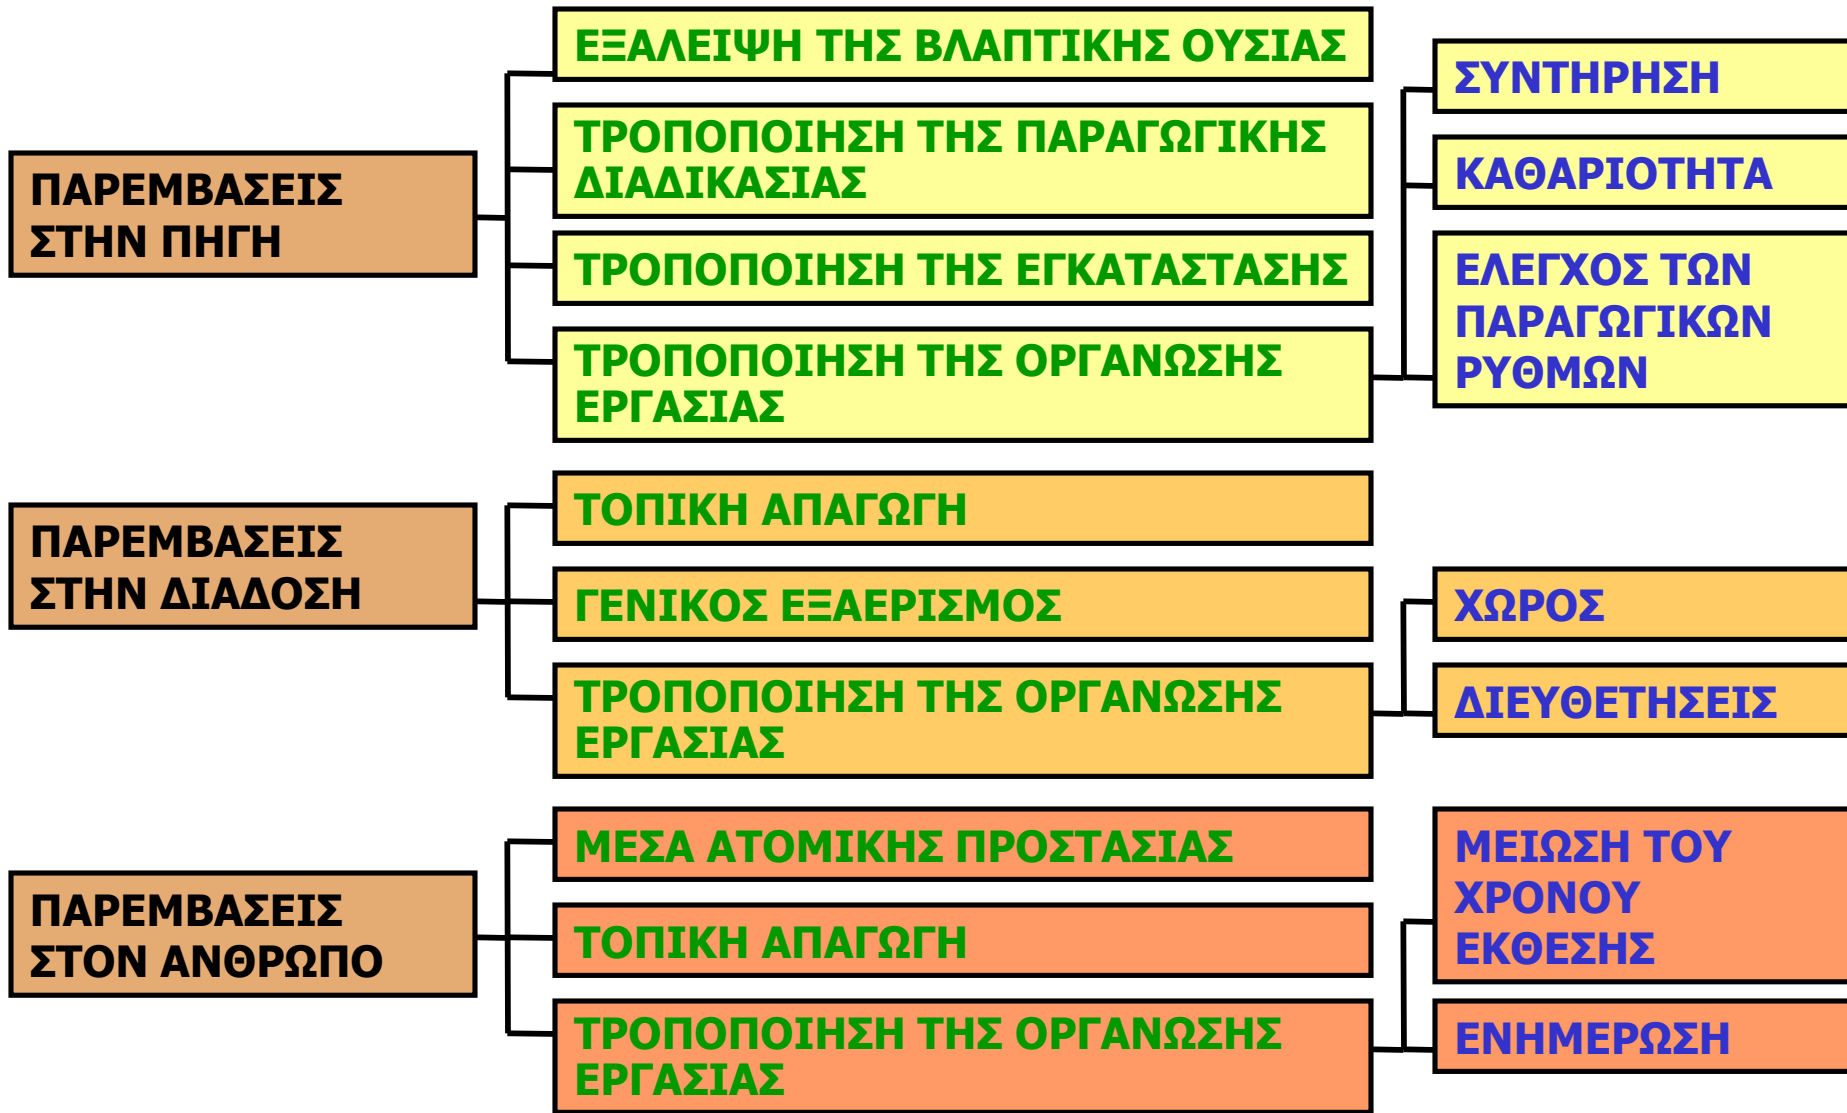 ΠΑΡΕΜΒΑΣΕΙΣ
ΣΤΗΝ ΠΗΓΗ
ΕΞΑΛΕΙΨΗ ΤΗΣ ΒΛΑΠΤΙΚΗΣ ΟΥΣΙΑΣ
ΤΡΟΠΟΠΟΙΗΣΗ ΤΗΣ ΠΑΡΑΓΩΓΙΚΗΣ
ΔΙΑΔΙΚΑΣΙΑΣ
ΤΡΟΠΟΠΟΙΗΣΗ ΤΗΣ ΕΓΚΑΤΑΣΤΑΣΗΣ
ΤΡΟΠΟΠΟΙΗΣΗ ΤΗΣ ΟΡΓΑΝΩΣΗΣ
ΕΡΓΑΣΙΑΣ
ΣΥΝΤΗΡΗΣΗ
ΚΑΘΑΡΙΟΤΗΤΑ
ΕΛΕΓΧΟΣ ΤΩΝ
ΠΑΡΑΓΩΓΙΚΩΝ
ΡΥΘΜΩΝ
ΠΑΡΕΜΒΑΣΕΙΣ
ΣΤΗΝ ΔΙΑΔΟΣΗ
ΤΟΠΙΚΗ ΑΠΑΓΩΓΗ
ΓΕΝΙΚΟΣ ΕΞΑΕΡΙΣΜΟΣ
ΤΡΟΠΟΠΟΙΗΣΗ ΤΗΣ ΟΡΓΑΝΩΣΗΣ
ΕΡΓΑΣΙΑΣ
ΧΩΡΟΣ
ΔΙΕΥΘΕΤΗΣΕΙΣ
ΠΑΡΕΜΒΑΣΕΙΣ
ΣΤΟΝ ΑΝΘΡΩΠΟ
ΜΕΣΑ ΑΤΟΜΙΚΗΣ ΠΡΟΣΤΑΣΙΑΣ
ΤΟΠΙΚΗ ΑΠΑΓΩΓΗ
ΤΡΟΠΟΠΟΙΗΣΗ ΤΗΣ ΟΡΓΑΝΩΣΗΣ
ΕΡΓΑΣΙΑΣ
ΜΕΙΩΣΗ ΤΟΥ
ΧΡΟΝΟΥ
ΕΚΘΕΣΗΣ
ΕΝΗΜΕΡΩΣΗ